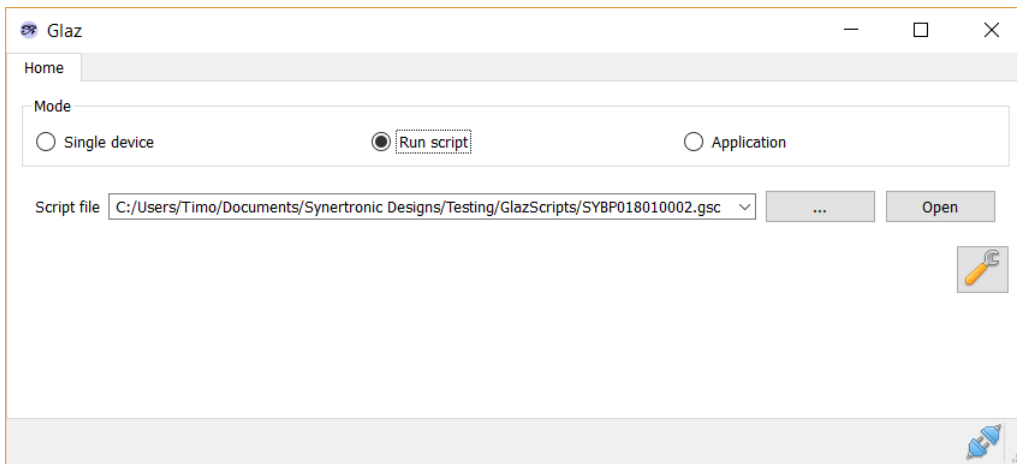 Glaz
Home
Mode
Single device Run script Application
Script file C:/Users/Timo/Documents/Synertronic Designs/Testing/GlazScripts/SYBP018010002.gsc ... Open